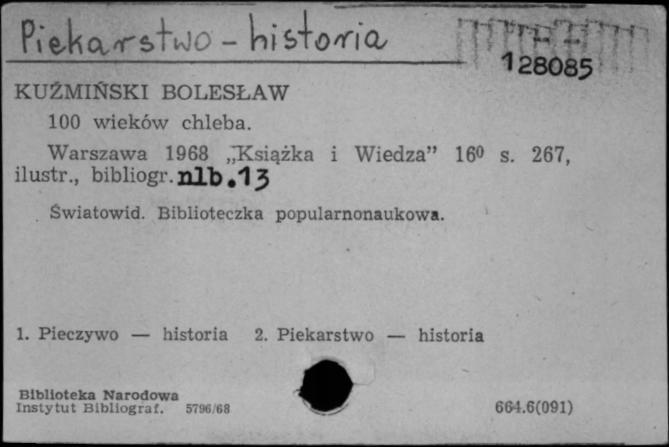 Piekarstwo - historia
128085
KUŹMIŃSKI BOLESŁAW
100 wieków chleba.
Warszawa 1968 „Książka i Wiedza” 16⁰ s. 267,
ilustr., bibliogr. nlb.13
Światowid. Biblioteczka popularnonaukowa.
1. Pieczywo — historia 2. Piekarstwo — historia
Biblioteka Narodowa
Instytut Bibliograf. 5796/68 664.6(091)